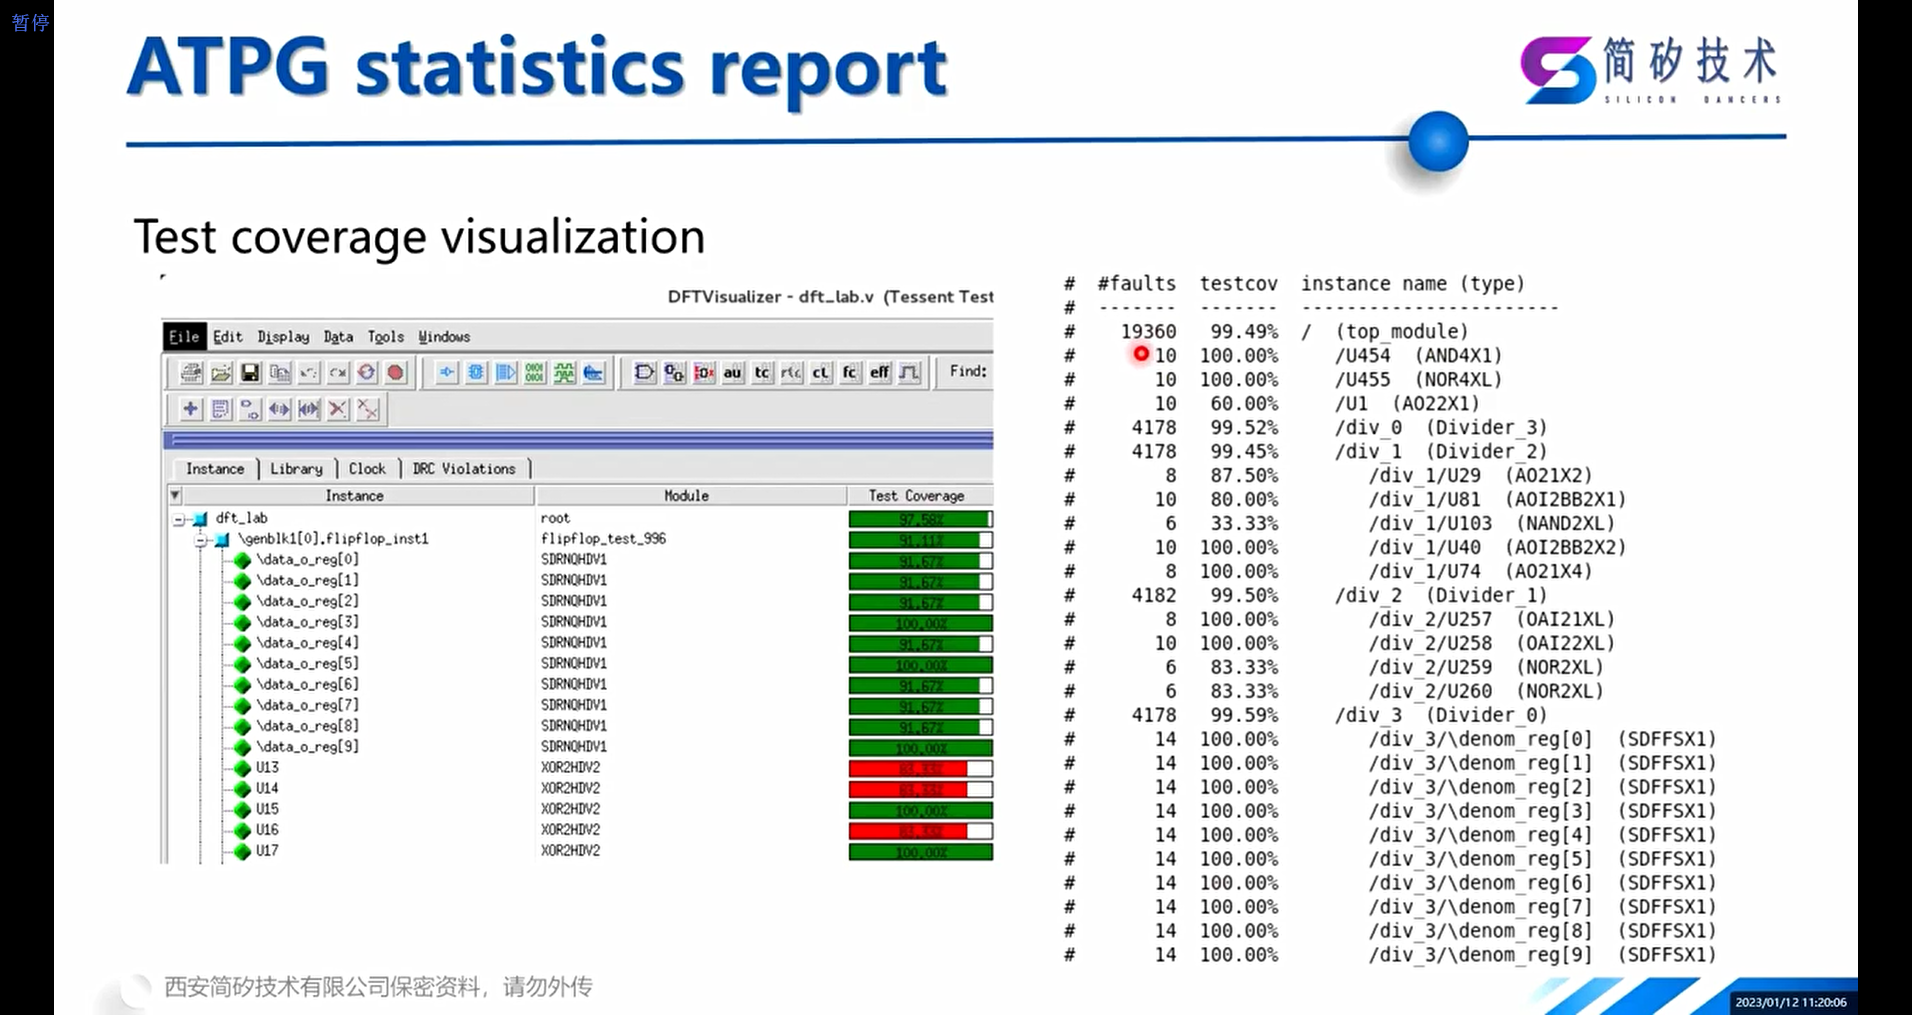 暂停
ATPG statistics report
简矽技术
SILICON DANCERS
Test coverage visualization
DFTVisualizer - dft_lab.v (Tessent Test
File Edit Display Data Tools Windows
au tc cl fc eff Find:
Instance Library Clock DRC Violations
Instance Module Test Coverage
dft_lab root 97.58%
\genblk1[0].flipflop_inst1 flipflop_test_996 91.11%
\data_o_reg[0] SDRNQHDV1 91.67%
\data_o_reg[1] SDRNQHDV1 91.67%
\data_o_reg[2] SDRNQHDV1 91.67%
\data_o_reg[3] SDRNQHDV1 100.00%
\data_o_reg[4] SDRNQHDV1 91.67%
\data_o_reg[5] SDRNQHDV1 100.00%
\data_o_reg[6] SDRNQHDV1 91.67%
\data_o_reg[7] SDRNQHDV1 91.67%
\data_o_reg[8] SDRNQHDV1 91.67%
\data_o_reg[9] SDRNQHDV1 100.00%
U13 XOR2HDV2 83.33%
U14 XOR2HDV2 83.33%
U15 XOR2HDV2 100.00%
U16 XOR2HDV2 83.33%
U17 XOR2HDV2 100.00%
# #faults testcov instance name (type)
# ------- ------- -----------------------
# 19360 99.49% / (top_module)
# 10 100.00% /U454 (AND4X1)
# 10 100.00% /U455 (NOR4XL)
# 10 60.00% /U1 (AO22X1)
# 4178 99.52% /div_0 (Divider_3)
# 4178 99.45% /div_1 (Divider_2)
# 8 87.50% /div_1/U29 (AO21X2)
# 10 80.00% /div_1/U81 (AOI2BB2X1)
# 6 33.33% /div_1/U103 (NAND2XL)
# 10 100.00% /div_1/U40 (AOI2BB2X2)
# 8 100.00% /div_1/U74 (AO21X4)
# 4182 99.50% /div_2 (Divider_1)
# 8 100.00% /div_2/U257 (OAI21XL)
# 10 100.00% /div_2/U258 (OAI22XL)
# 6 83.33% /div_2/U259 (NOR2XL)
# 6 83.33% /div_2/U260 (NOR2XL)
# 4178 99.59% /div_3 (Divider_0)
# 14 100.00% /div_3/\denom_reg[0] (SDFFSX1)
# 14 100.00% /div_3/\denom_reg[1] (SDFFSX1)
# 14 100.00% /div_3/\denom_reg[2] (SDFFSX1)
# 14 100.00% /div_3/\denom_reg[3] (SDFFSX1)
# 14 100.00% /div_3/\denom_reg[4] (SDFFSX1)
# 14 100.00% /div_3/\denom_reg[5] (SDFFSX1)
# 14 100.00% /div_3/\denom_reg[6] (SDFFSX1)
# 14 100.00% /div_3/\denom_reg[7] (SDFFSX1)
# 14 100.00% /div_3/\denom_reg[8] (SDFFSX1)
# 14 100.00% /div_3/\denom_reg[9] (SDFFSX1)
西安简矽技术有限公司保密资料，请勿外传
2023/01/12 11:20:06